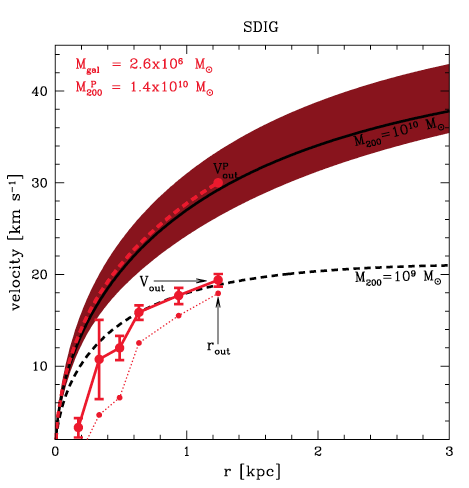 SDIG
M_gal = 2.6x10^6 M_⊙
M^P_200 = 1.4x10^10 M_⊙
40
30
20
10
velocity [km s^-1]
V^P_out
M_200=10^10 M_⊙
V_out
M_200=10^9 M_⊙
r_out
0
1
2
3
r [kpc]